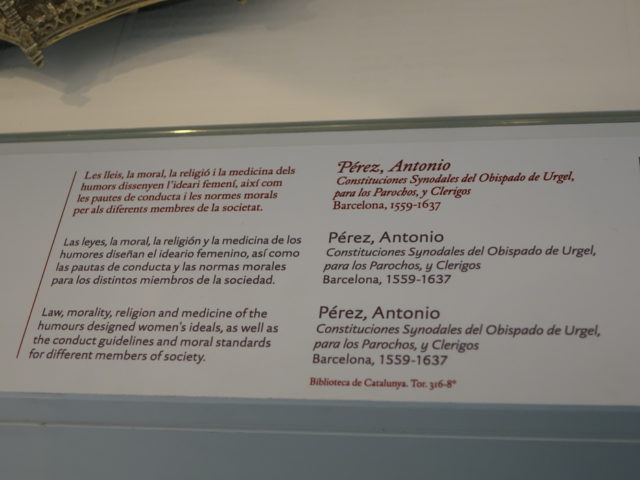 Les lleis, la moral, la religió i la medicina dels
humors dissenyen l'ideari femení, així com
les pautes de conducta i les normes morals
per als diferents membres de la societat.
Las leyes, la moral, la religión y la medicina de los
humores diseñan el ideario femenino, así como
las pautas de conducta y las normas morales
para los distintos miembros de la sociedad.
Law, morality, religion and medicine of the
humours designed women's ideals, as well as
the conduct guidelines and moral standards
for different members of society.
Pérez, Antonio
Constituciones Synodales del Obispado de Urgel,
para los Parochos, y Clerigos
Barcelona, 1559-1637
Pérez, Antonio
Constituciones Synodales del Obispado de Urgel,
para los Parochos, y Clerigos
Barcelona, 1559-1637
Pérez, Antonio
Constituciones Synodales del Obispado de Urgel,
para los Parochos, y Clerigos
Barcelona, 1559-1637
Biblioteca de Catalunya. Tor. 316-8º